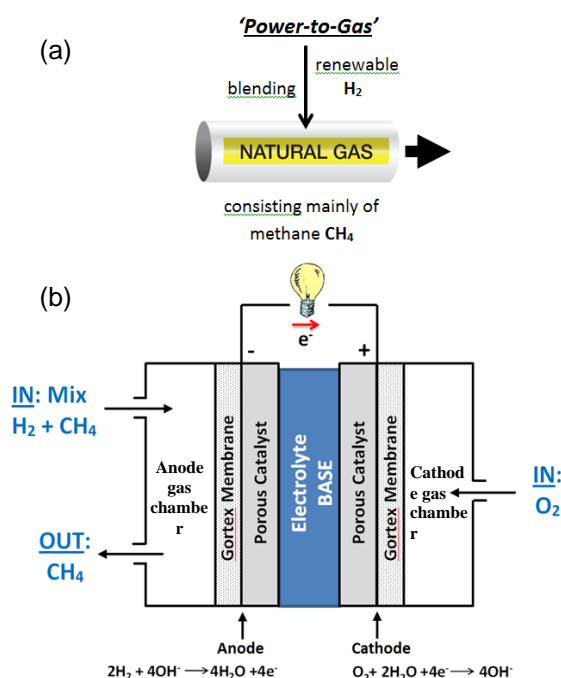 (a)
'Power-to-Gas'
blending
renewable
H2
NATURAL GAS
consisting mainly of
methane CH4
(b)
e-
-
+
IN: Mix
H2 + CH4
OUT:
CH4
Anode
gas
chambe
r
Gortex Membrane
Porous Catalyst
Electrolyte
BASE
Porous Catalyst
Gortex Membrane
Cathod
e gas
chambe
r
IN:
O2
Anode
2H2 + 4OH- → 4H2O +4e-
Cathode
O2+ 2H2O +4e- → 4OH-